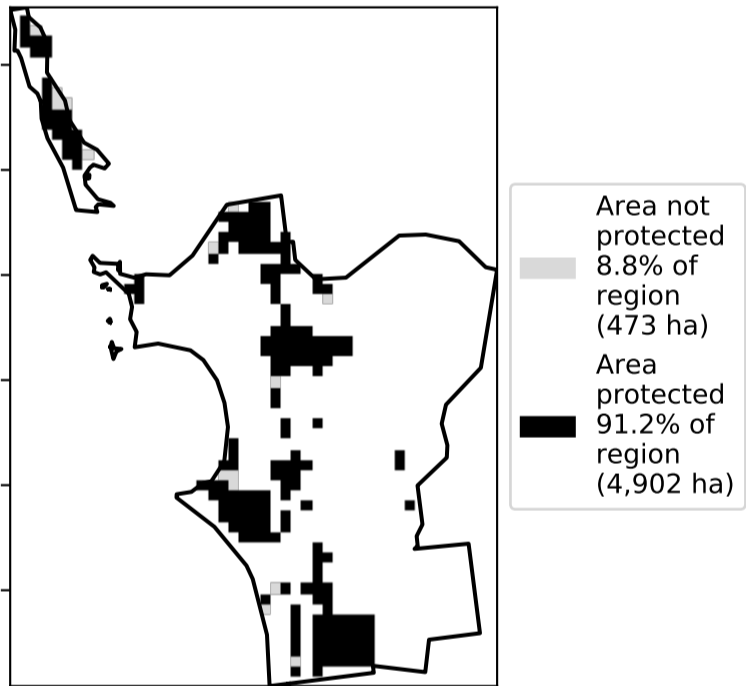 Area not
protected
8.8% of
region
(473 ha)
Area
protected
91.2% of
region
(4,902 ha)